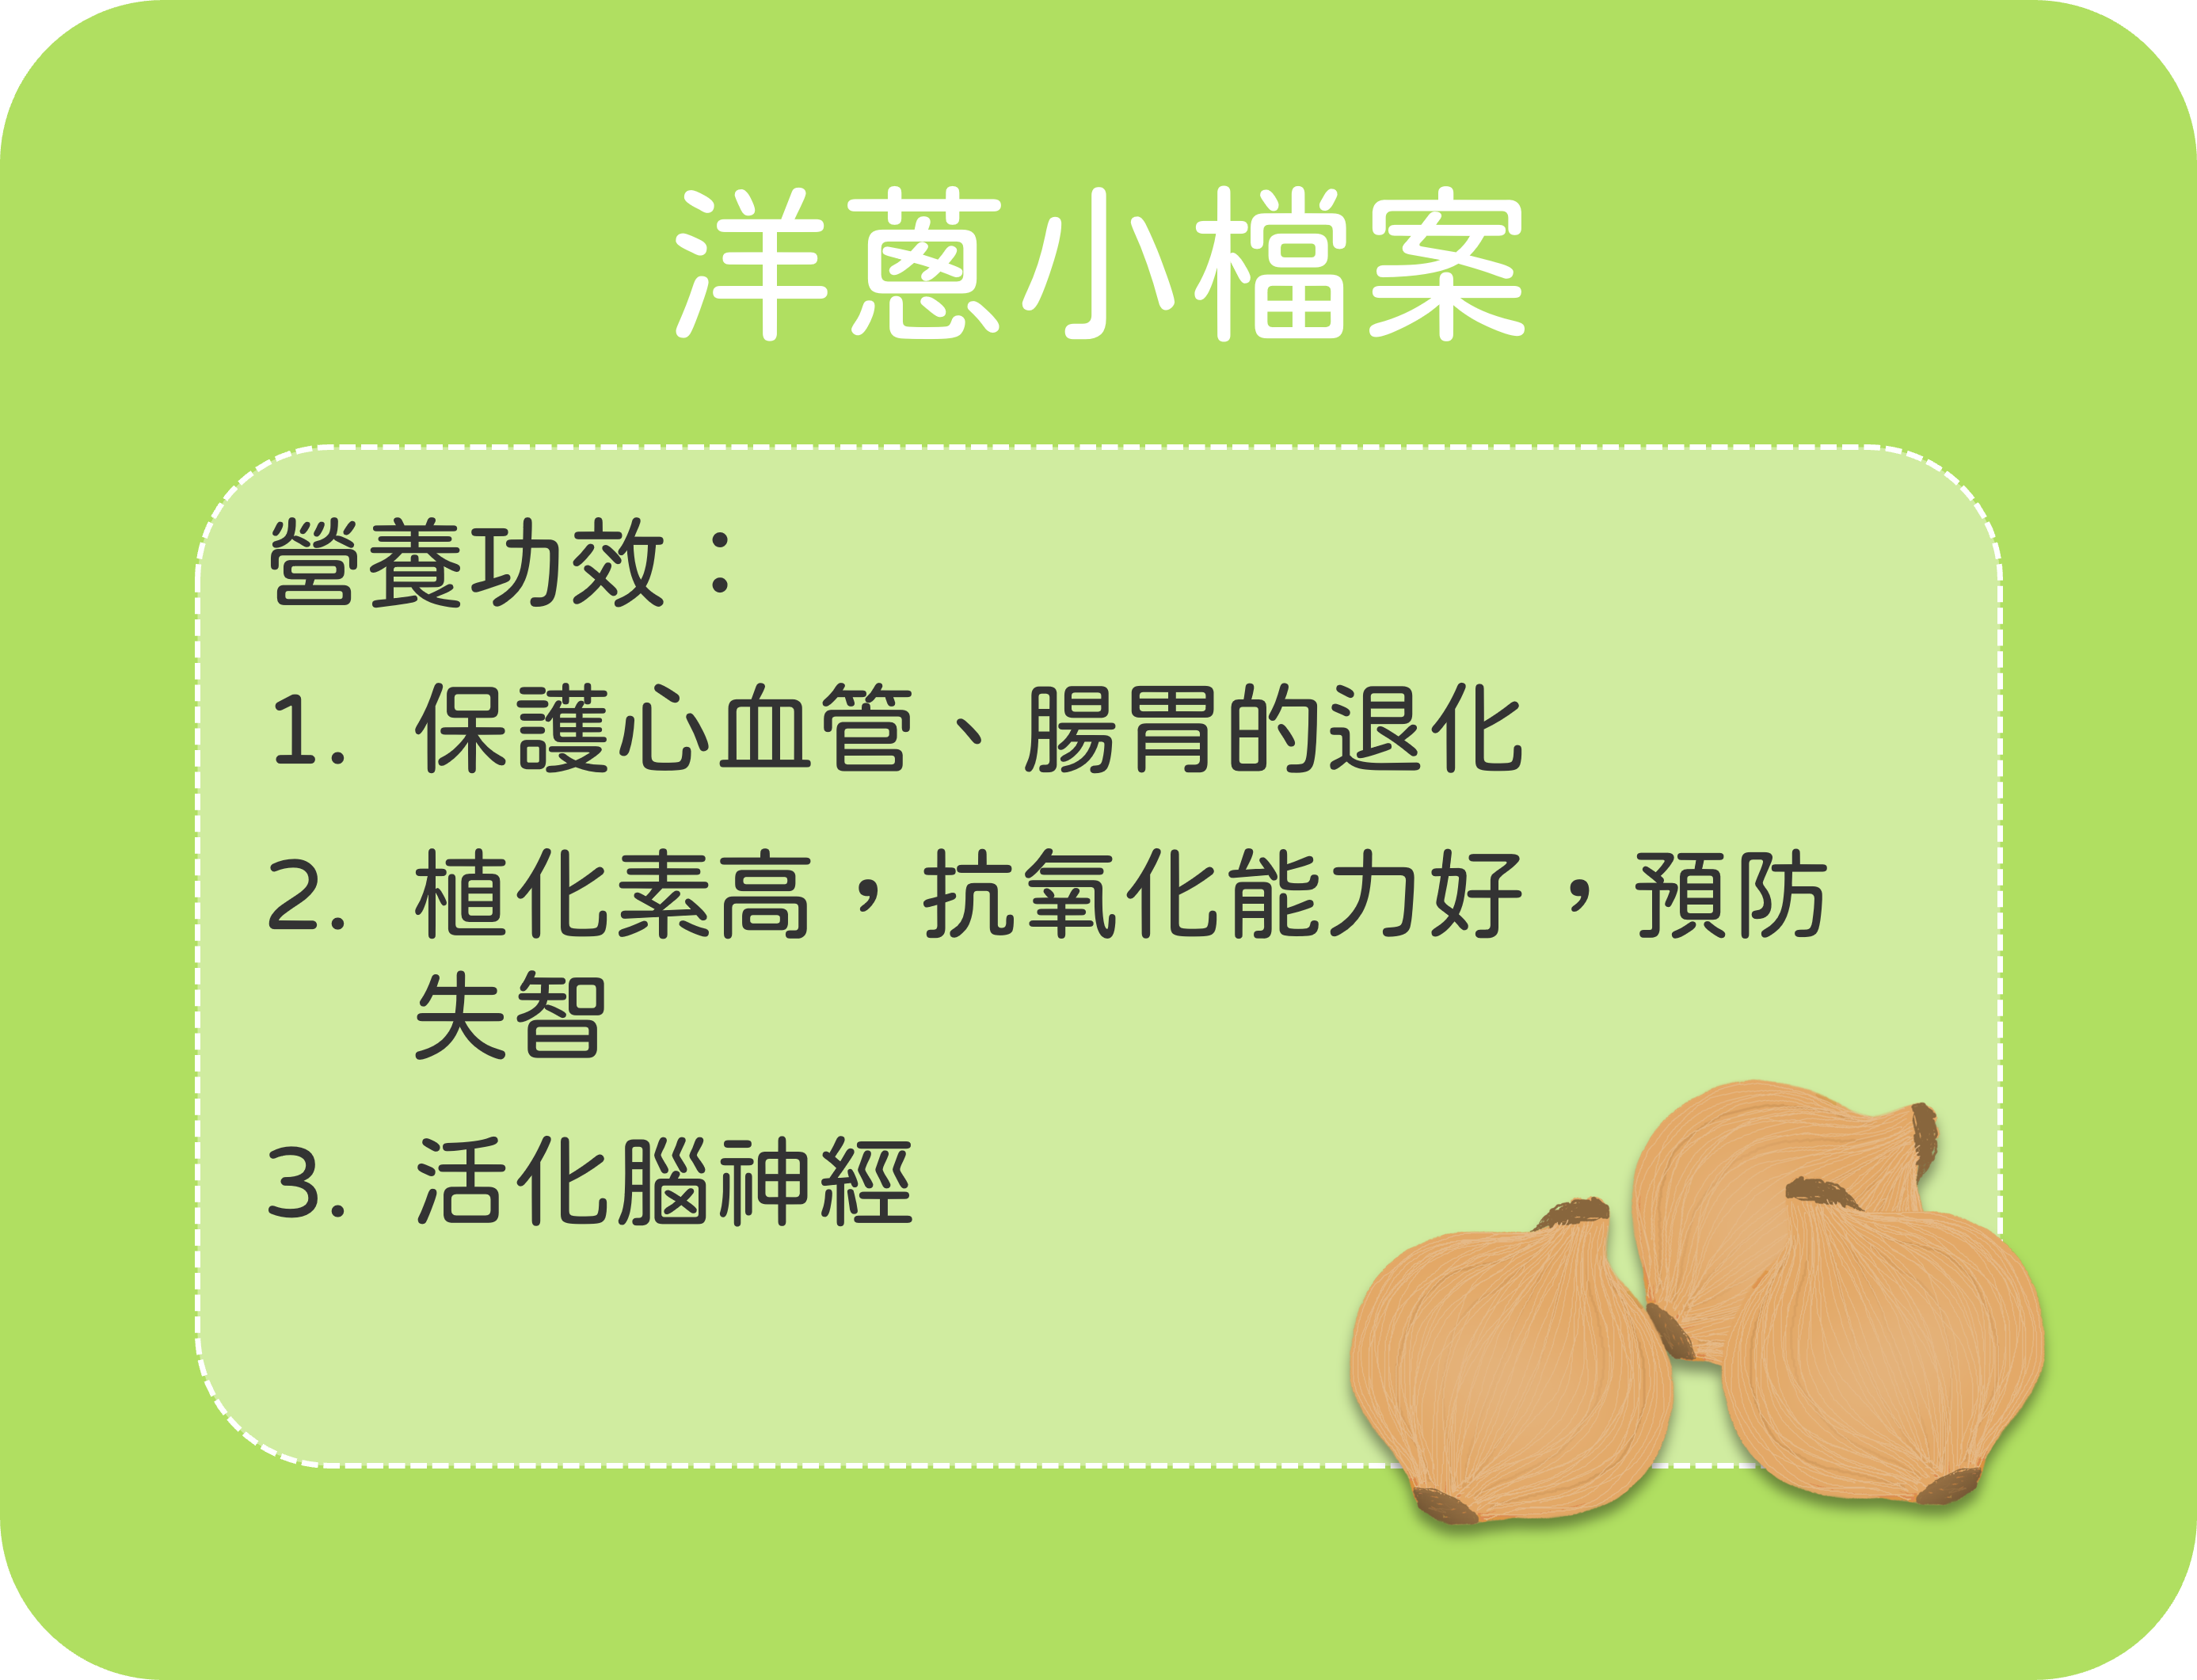 洋蔥小檔案
營養功效：
1. 保護心血管、腸胃的退化
2. 植化素高，抗氧化能力好，預防
失智
3. 活化腦神經